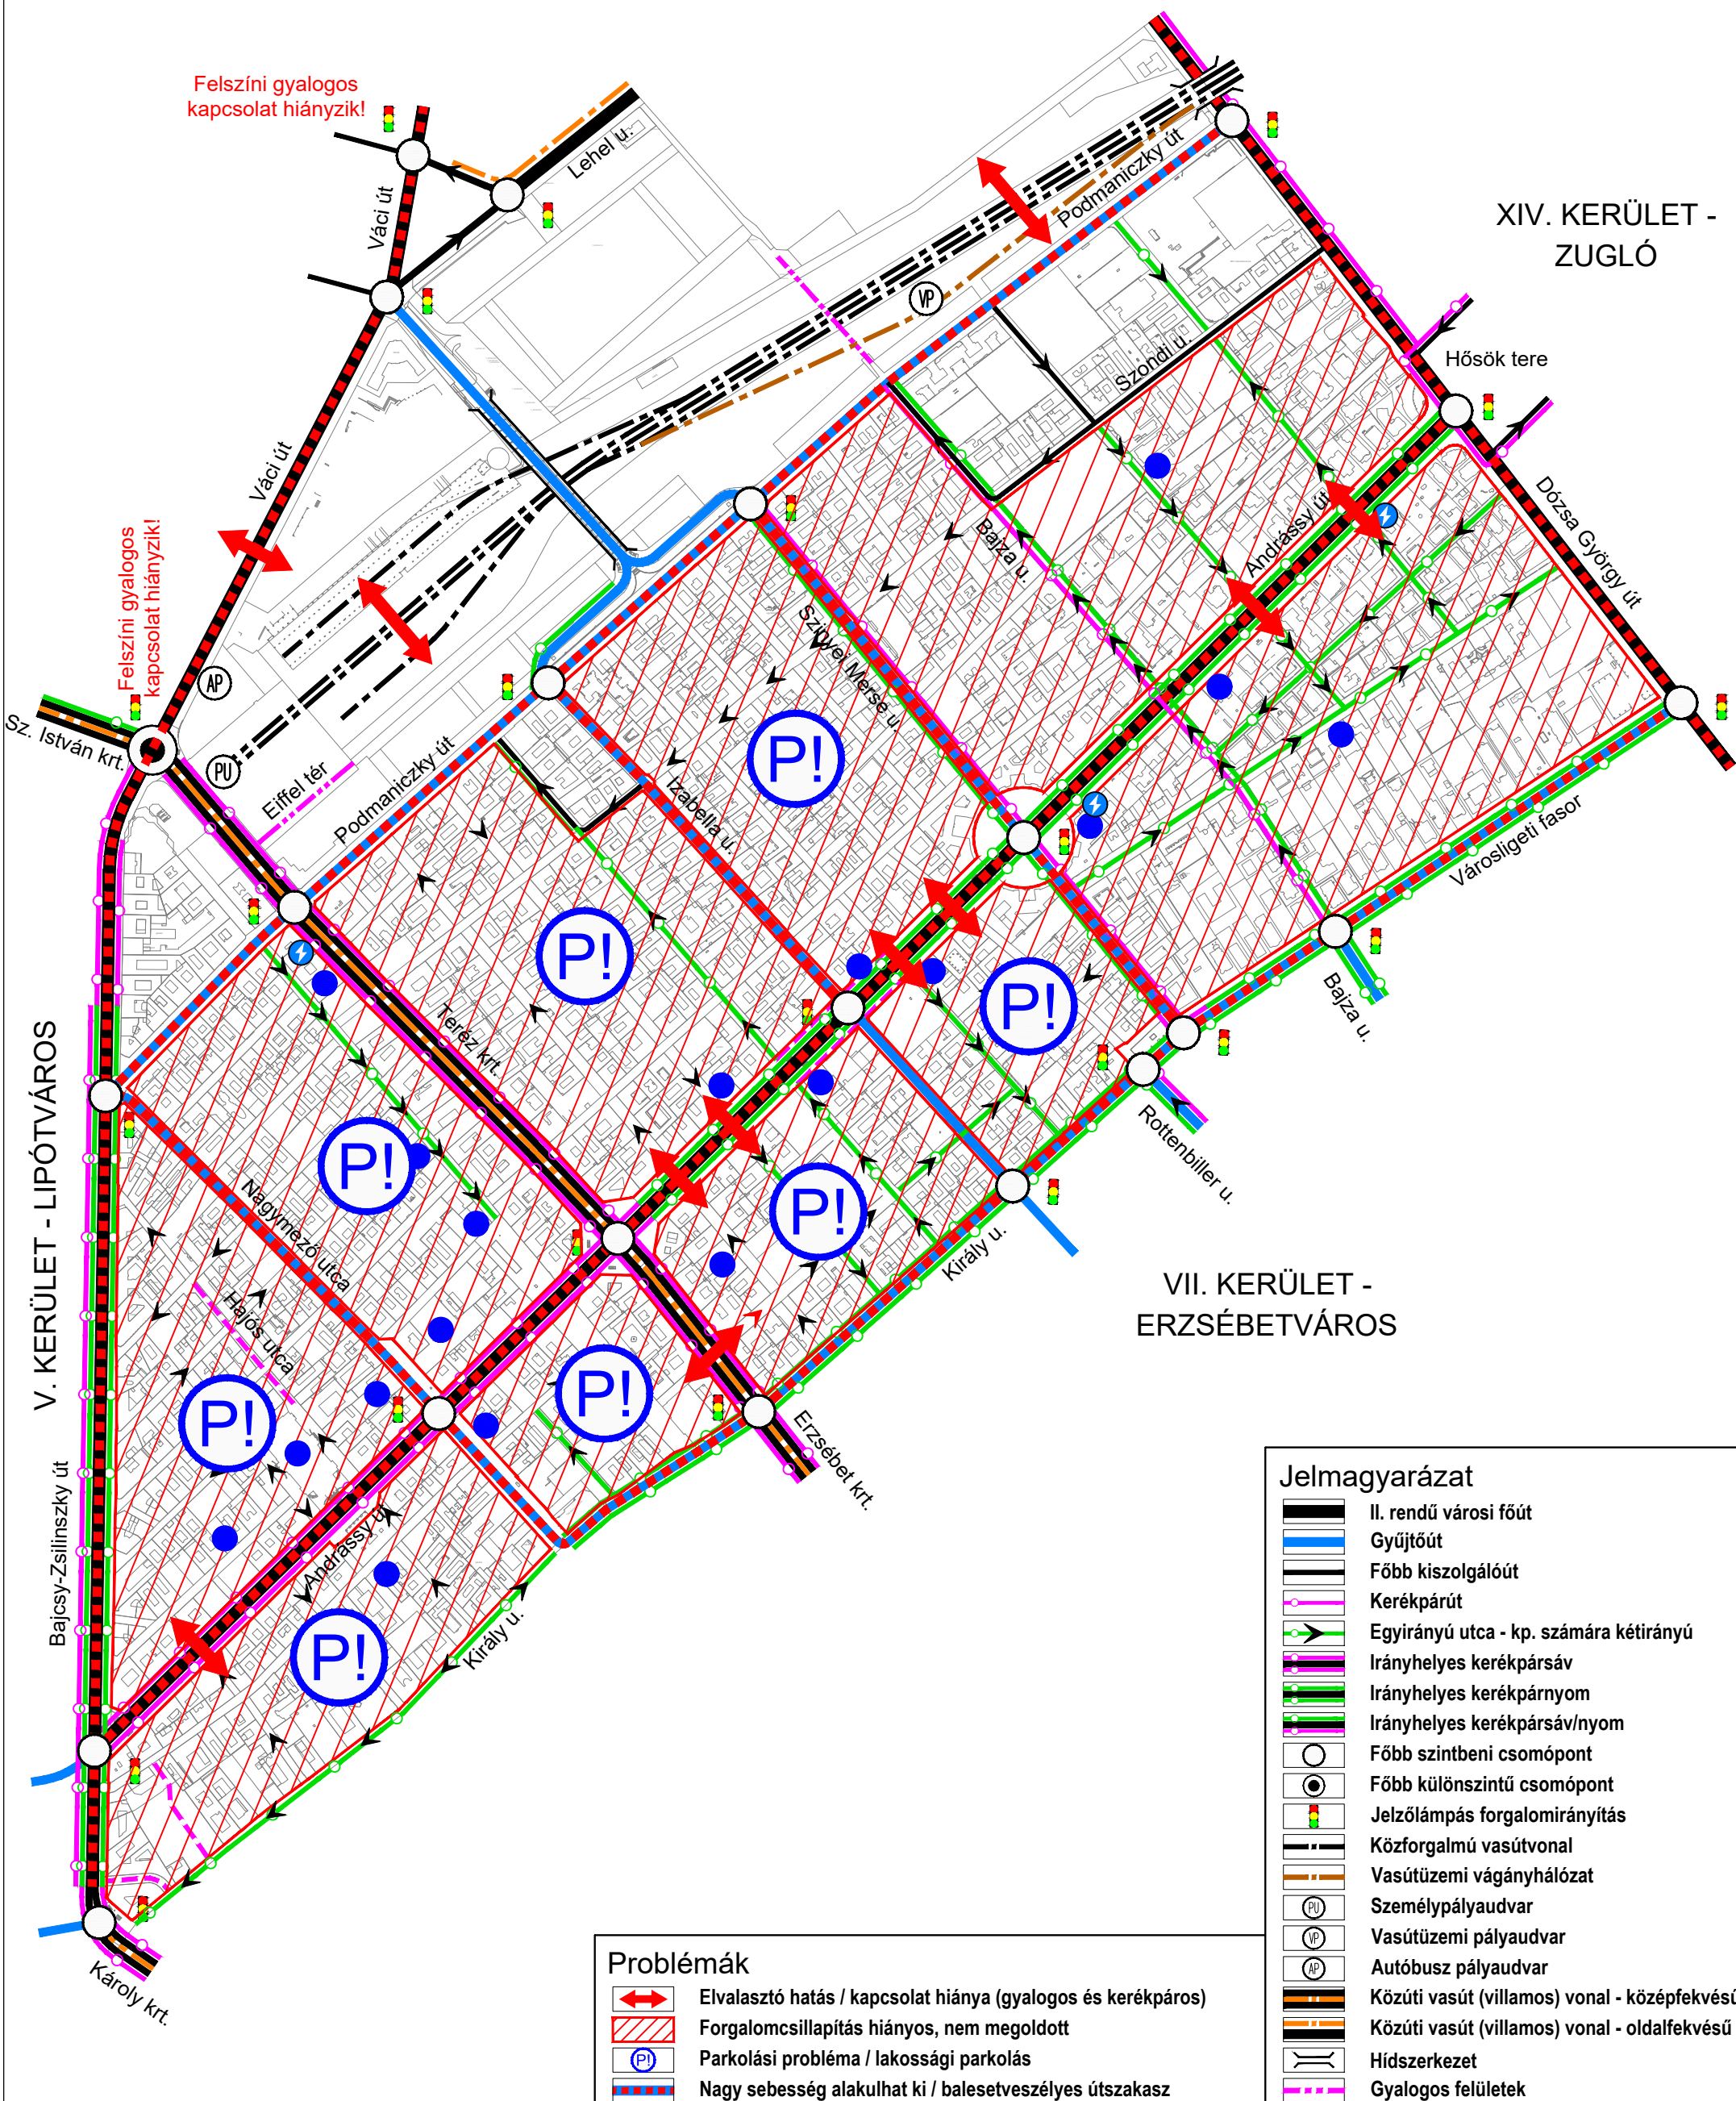 Felszíni gyalogos
kapcsolat hiányzik!
Lehel u.
Váci út
Podmaniczky út
XIV. KERÜLET -
ZUGLÓ
VP
Szondi u.
Hősök tere
Váci út
Dózsa György út
Felszíni gyalogos
kapcsolat hiányzik!
Bajza u.
Andrássy út
Szinyei Merse u.
AP
Sz. István krt.
PU
Eiffel tér
Podmaniczky út
P!
Izabella u.
Városligeti fasor
P!
P!
Bajza u.
Teréz krt.
V. KERÜLET - LIPÓTVÁROS
P!
Rottenbiller u.
Nagymező utca
P!
Király u.
Hajós utca
VII. KERÜLET -
ERZSÉBETVÁROS
P!
P!
Erzsébet krt.
Bajcsy-Zsilinszky út
Andrássy út
P!
Király u.
Károly krt.
Problémák
Elvalasztó hatás / kapcsolat hiánya (gyalogos és kerékpáros)
Forgalomcsillapítás hiányos, nem megoldott
P! Parkolási probléma / lakossági parkolás
Nagy sebesség alakulhat ki / balesetveszélyes útszakasz
Jelmagyarázat
II. rendű városi főút
Gyűjtőút
Főbb kiszolgálóút
Kerékpárút
Egyirányú utca - kp. számára kétirányú
Irányhelyes kerékpársáv
Irányhelyes kerékpárnyom
Irányhelyes kerékpársáv/nyom
Főbb szintbeni csomópont
Főbb különszintű csomópont
Jelzőlámpás forgalomirányítás
Közforgalmú vasútvonal
Vasútüzemi vágányhálózat
PU Személypályaudvar
VP Vasútüzemi pályaudvar
AP Autóbusz pályaudvar
Közúti vasút (villamos) vonal - középfekvésű
Közúti vasút (villamos) vonal - oldalfekvésű
Hídszerkezet
Gyalogos felületek